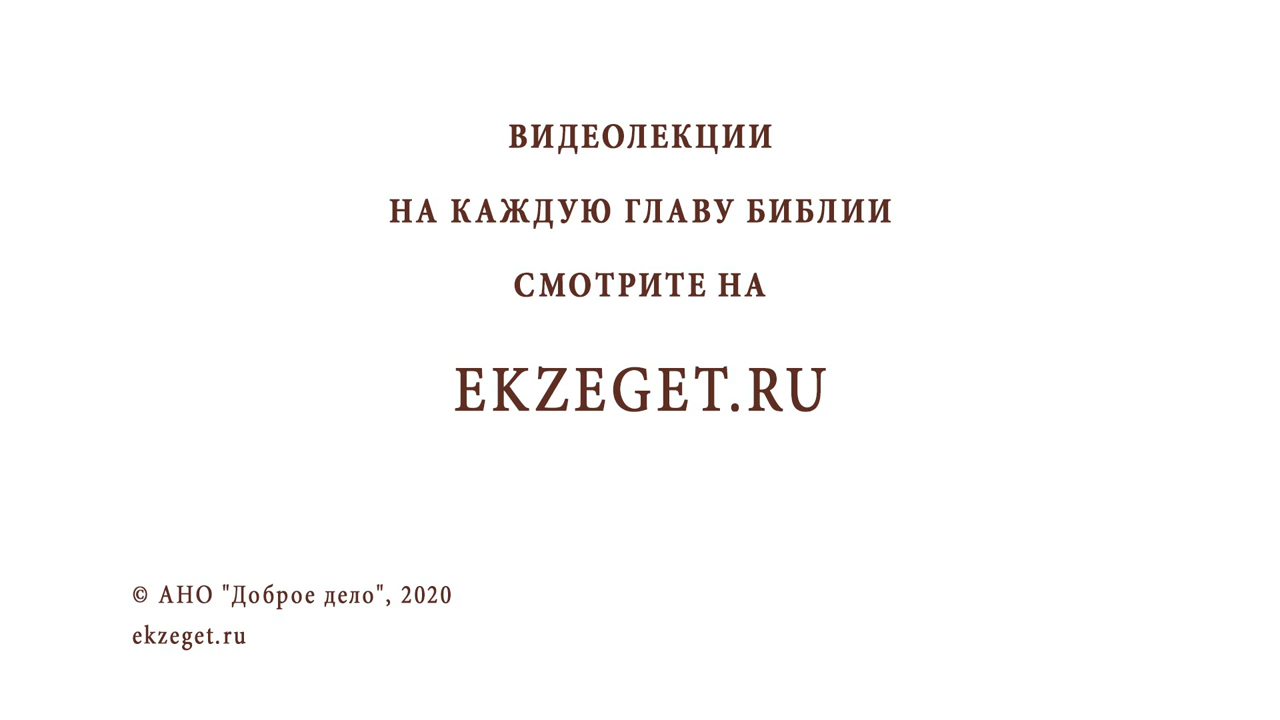 ВИДЕОЛЕКЦИИ
НА КАЖДУЮ ГЛАВУ БИБЛИИ
СМОТРИТЕ НА
EKZEGET.RU
© АНО "Доброе дело", 2020
ekzeget.ru